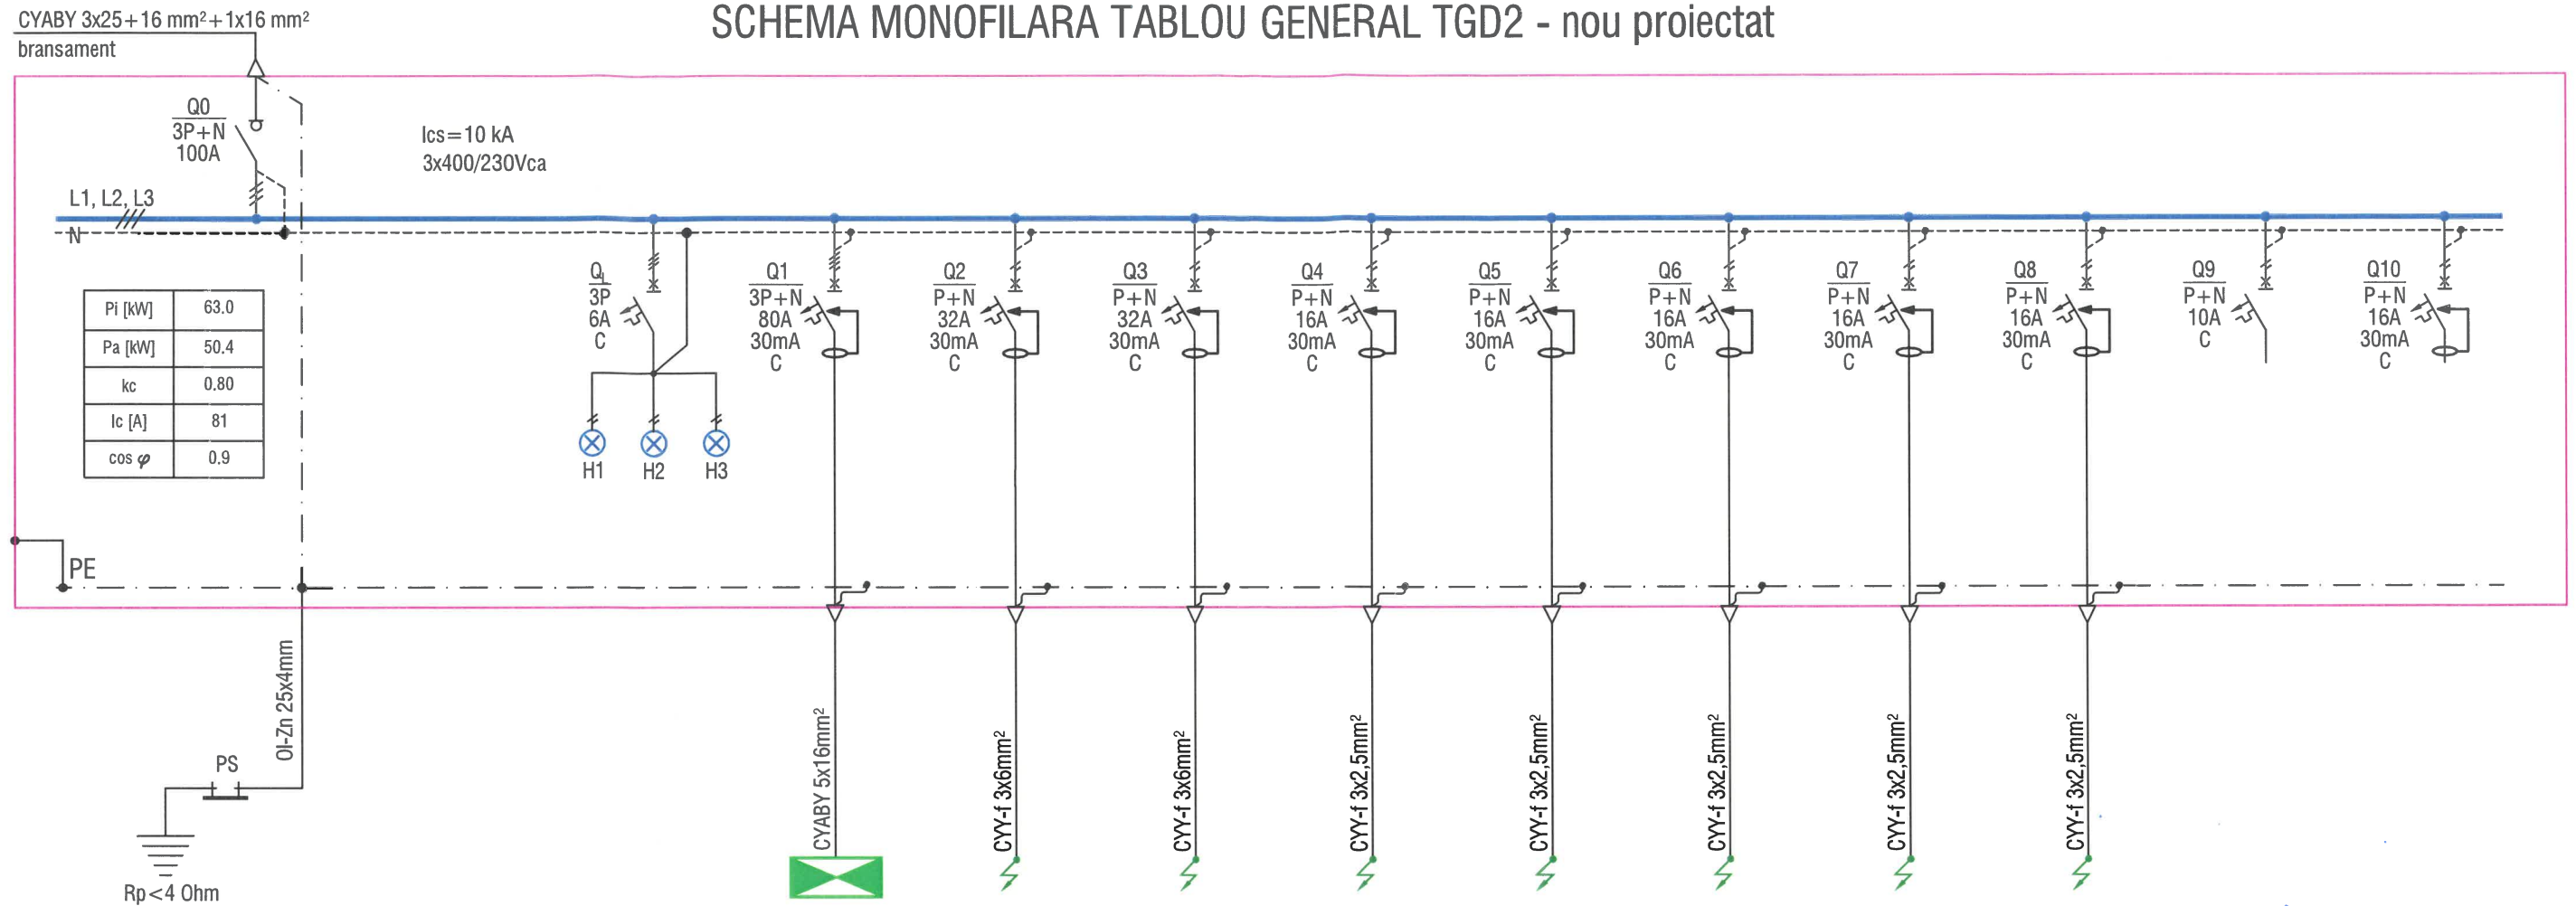 SCHEMA MONOFILARA TABLOU GENERAL TGD2 - nou proiectat
CYABY 3x25+16 mm²+1x16 mm²
bransament
Q0
3P+N
100A
Ics=10 kA
3x400/230Vca
L1, L2, L3
N
Pi [kW] 63.0
Pa [kW] 50.4
kc 0.80
Ic [A] 81
cos φ 0.9
QL
3P
6A
C
H1 H2 H3
Q1
3P+N
80A
30mA
C
Q2
P+N
32A
30mA
C
Q3
P+N
32A
30mA
C
Q4
P+N
16A
30mA
C
Q5
P+N
16A
30mA
C
Q6
P+N
16A
30mA
C
Q7
P+N
16A
30mA
C
Q8
P+N
16A
30mA
C
Q9
P+N
10A
C
Q10
P+N
16A
30mA
C
PE
Ol-Zn 25x4mm
PS
Rp<4 Ohm
CYABY 5x16mm²
CYY-f 3x6mm²
CYY-f 3x6mm²
CYY-f 3x2,5mm²
CYY-f 3x2,5mm²
CYY-f 3x2,5mm²
CYY-f 3x2,5mm²
CYY-f 3x2,5mm²